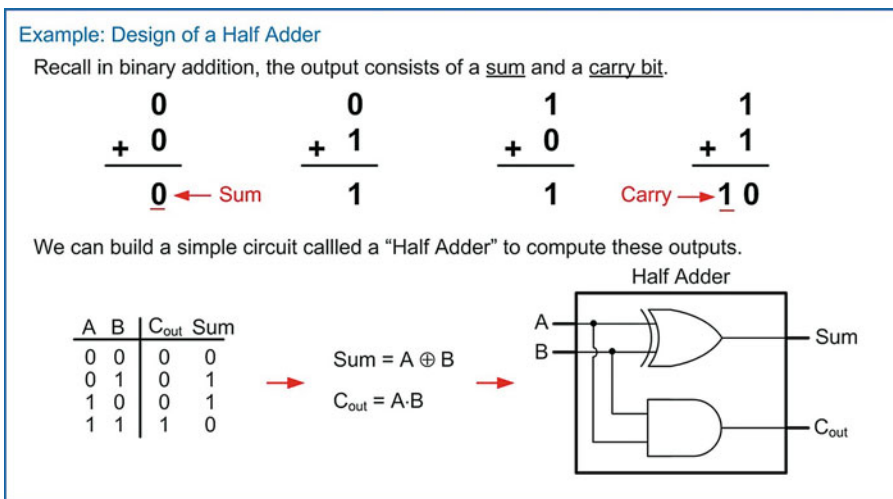 Example: Design of a Half Adder
Recall in binary addition, the output consists of a sum and a carry bit.
0 0 1 1
+ 0 + 1 + 0 + 1
0 Sum 1 1 Carry 1 0
We can build a simple circuit callled a “Half Adder” to compute these outputs.
Half Adder
A B Cout Sum
0 0 0 0
0 1 0 1
1 0 0 1
1 1 1 0
Sum = A ⊕ B
Cout = A·B
A
B
Sum
Cout